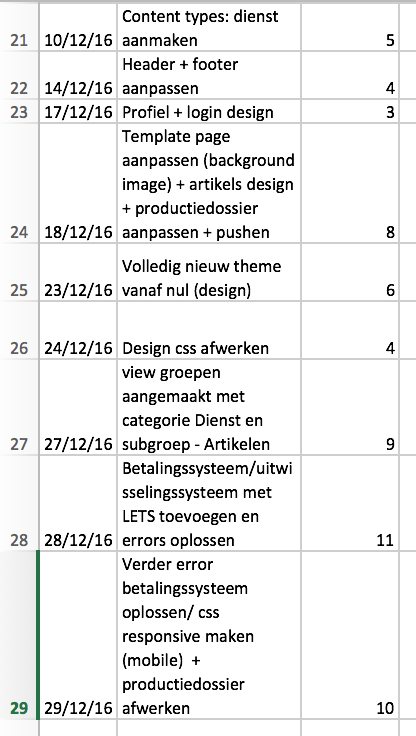 Content types: dienst
21 10/12/16 aanmaken 5
Header + footer
22 14/12/16 aanpassen 4
23 17/12/16 Profiel + login design 3
Template page
aanpassen (background
image) + artikels design
+ productiedossier
24 18/12/16 aanpassen + pushen 8
Volledig nieuw theme
25 23/12/16 vanaf nul (design) 6
26 24/12/16 Design css afwerken 4
view groepen
aangemaakt met
categorie Dienst en
27 27/12/16 subgroep - Artikelen 9
Betalingssysteem/uitwi
sselingssysteem met
LETS toevoegen en
28 28/12/16 errors oplossen 11
Verder error
betalingssysteem
oplossen/ css
responsive maken
(mobile) +
productiedossier
29 29/12/16 afwerken 10